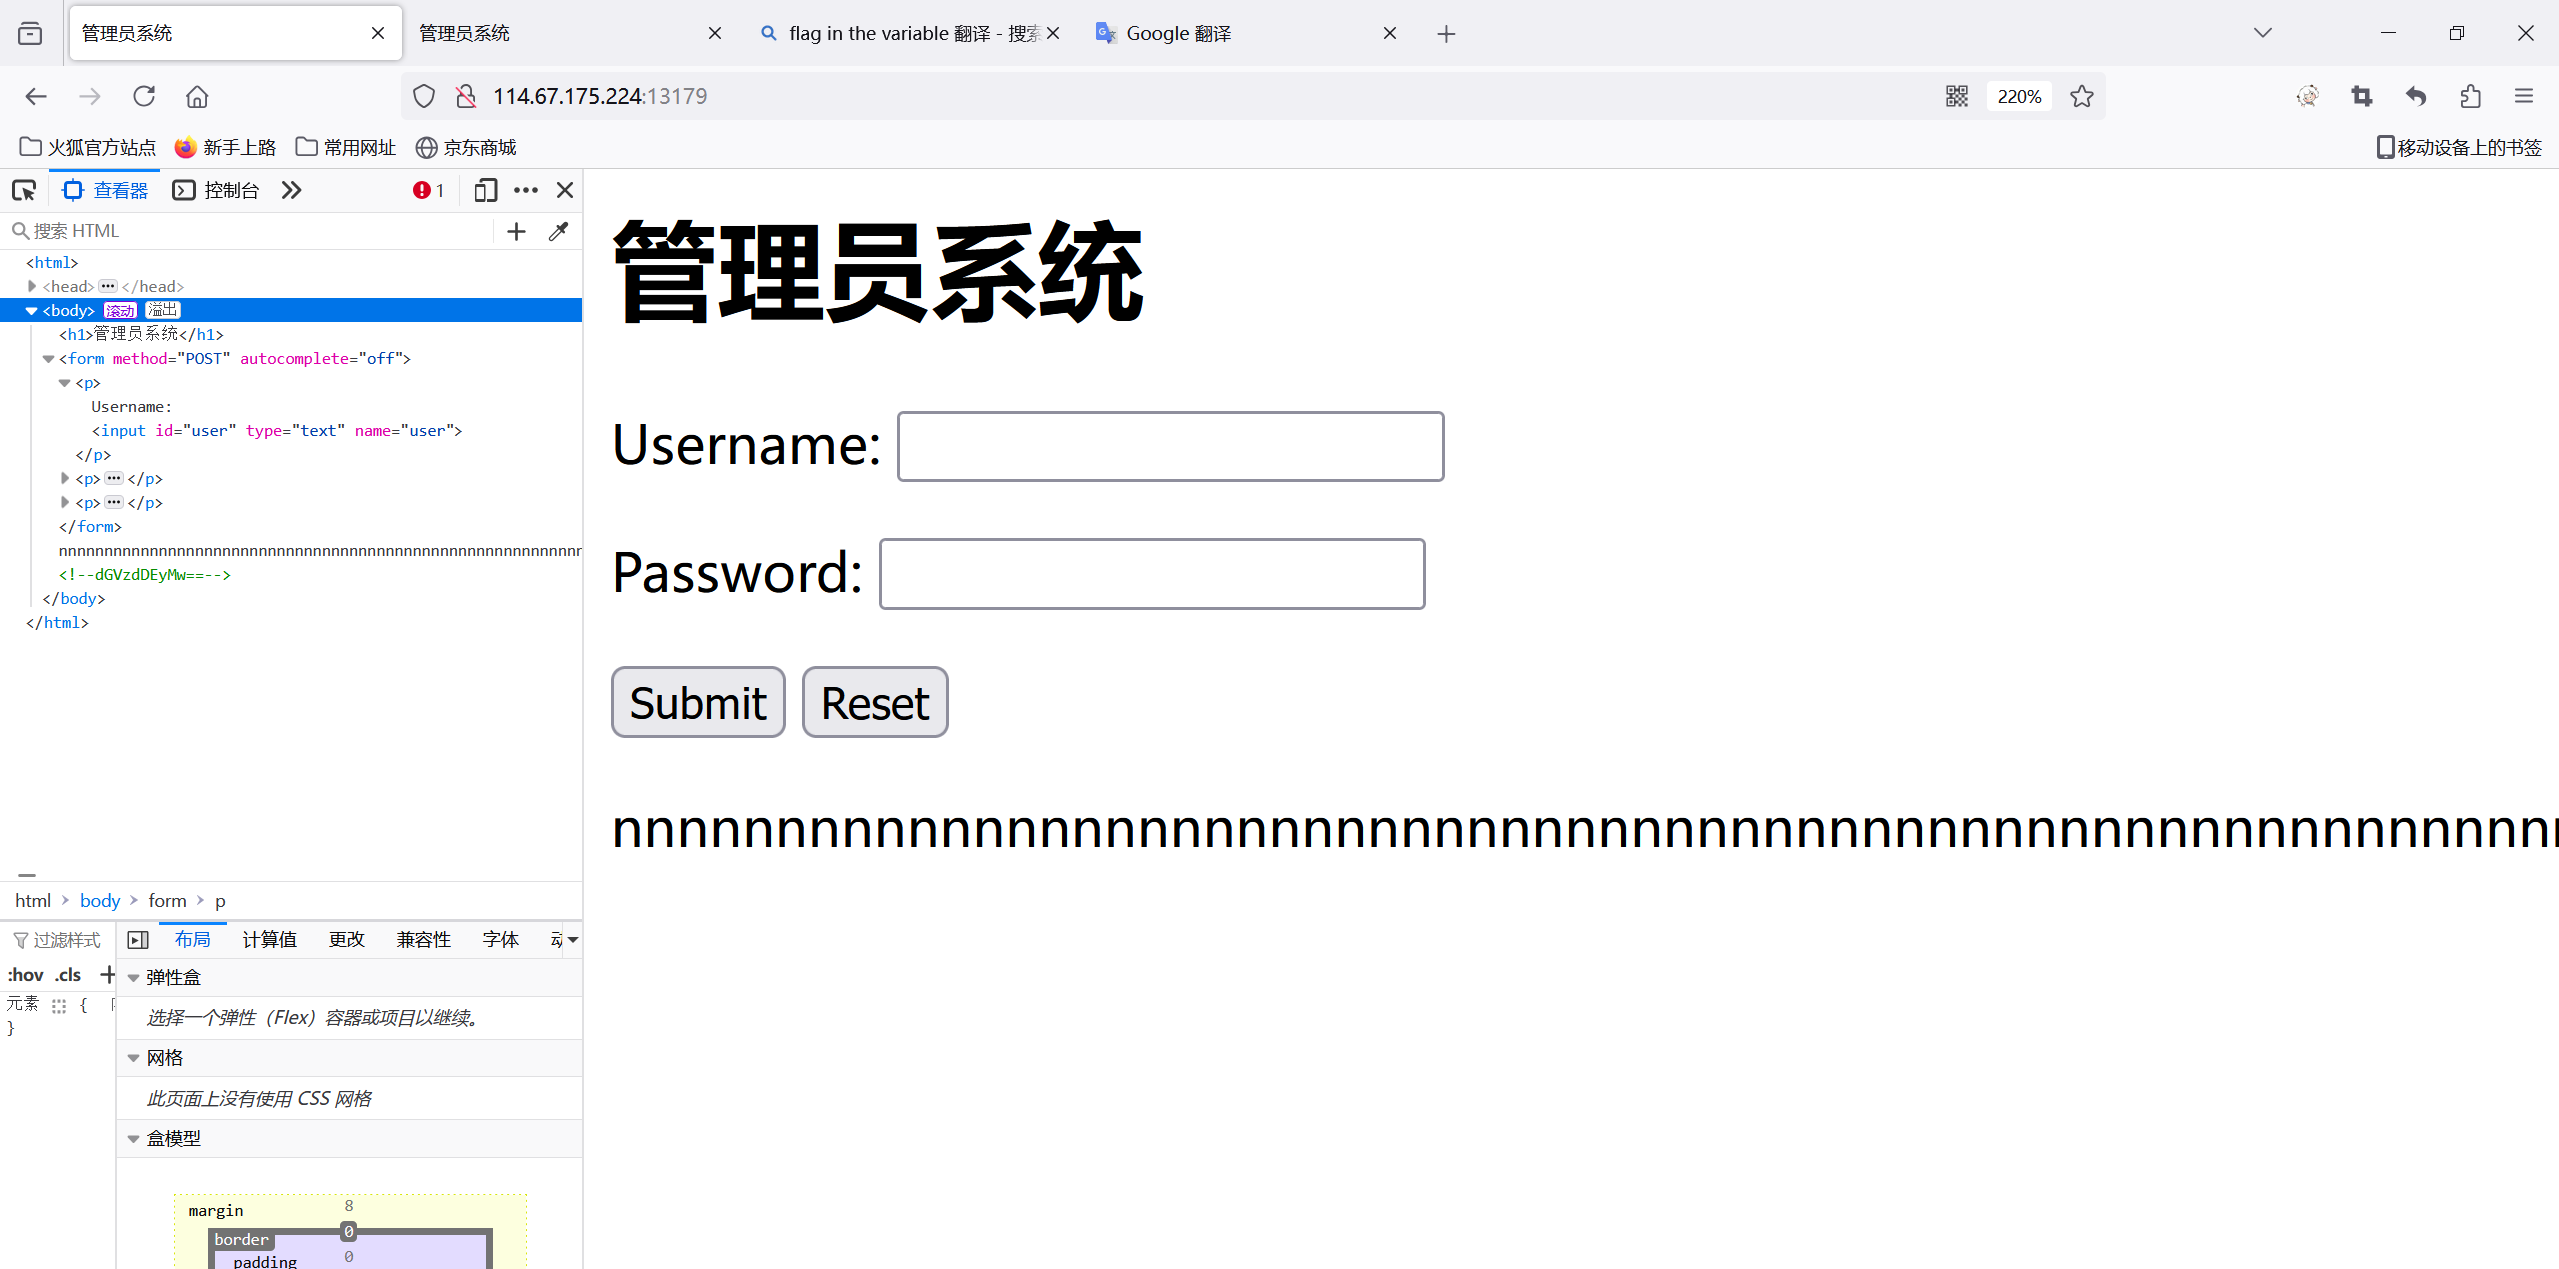 管理员系统
管理员系统
flag in the variable 翻译 - 搜索
Google 翻译
114.67.175.224:13179
220%
火狐官方站点
新手上路
常用网址
京东商城
移动设备上的书签
查看器
控制台
1
搜索 HTML
<html>
<head> ••• </head>
<body> 滚动 溢出
<h1>管理员系统</h1>
<form method="POST" autocomplete="off">
<p>
Username:
<input id="user" type="text" name="user">
</p>
<p> ••• </p>
<p> ••• </p>
</form>
<!--dGVzdDEyMw==-->
</body>
</html>
html > body > form > p
过滤样式
布局
计算值
更改
兼容性
字体
:hov .cls +
元素 {
}
弹性盒
选择一个弹性（Flex）容器或项目以继续。
网格
此页面上没有使用 CSS 网格
盒模型
margin
8
border
0
padding
0
管理员系统
Username:
Password:
Submit
Reset